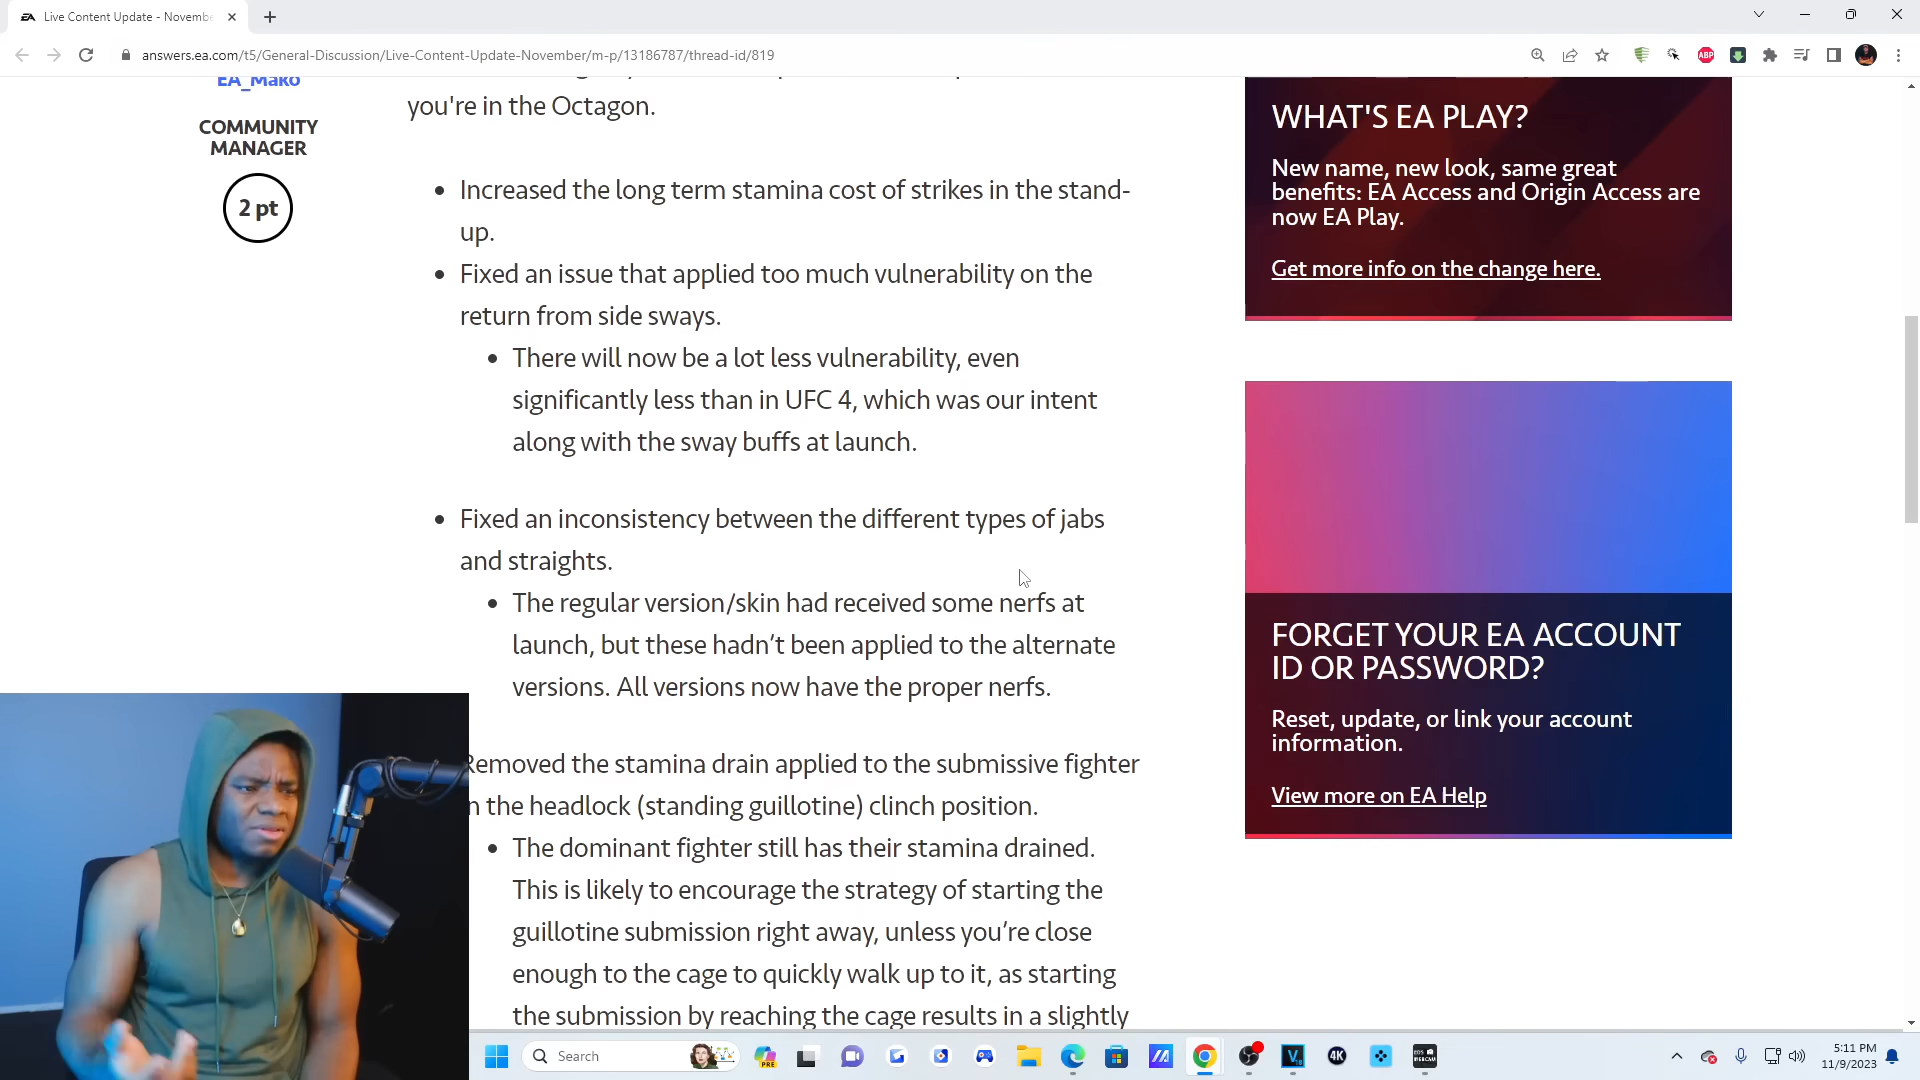 Live Content Update - Novembe
answers.ea.com/t5/General-Discussion/Live-Content-Update-November/m-p/13186787/thread-id/819
ABP
EA_Mako
COMMUNITY
MANAGER
2 pt
you're in the Octagon.
Increased the long term stamina cost of strikes in the stand-
up.
Fixed an issue that applied too much vulnerability on the
return from side sways.
There will now be a lot less vulnerability, even
significantly less than in UFC 4, which was our intent
along with the sway buffs at launch.
Fixed an inconsistency between the different types of jabs
and straights.
The regular version/skin had received some nerfs at
launch, but these hadn’t been applied to the alternate
versions. All versions now have the proper nerfs.
Removed the stamina drain applied to the submissive fighter
n the headlock (standing guillotine) clinch position.
The dominant fighter still has their stamina drained.
This is likely to encourage the strategy of starting the
guillotine submission right away, unless you’re close
enough to the cage to quickly walk up to it, as starting
the submission by reaching the cage results in a slightly
WHAT'S EA PLAY?
New name, new look, same great
benefits: EA Access and Origin Access are
now EA Play.
Get more info on the change here.
FORGET YOUR EA ACCOUNT
ID OR PASSWORD?
Reset, update, or link your account
information.
View more on EA Help
Search
PRE
4K
5:11 PM
11/9/2023